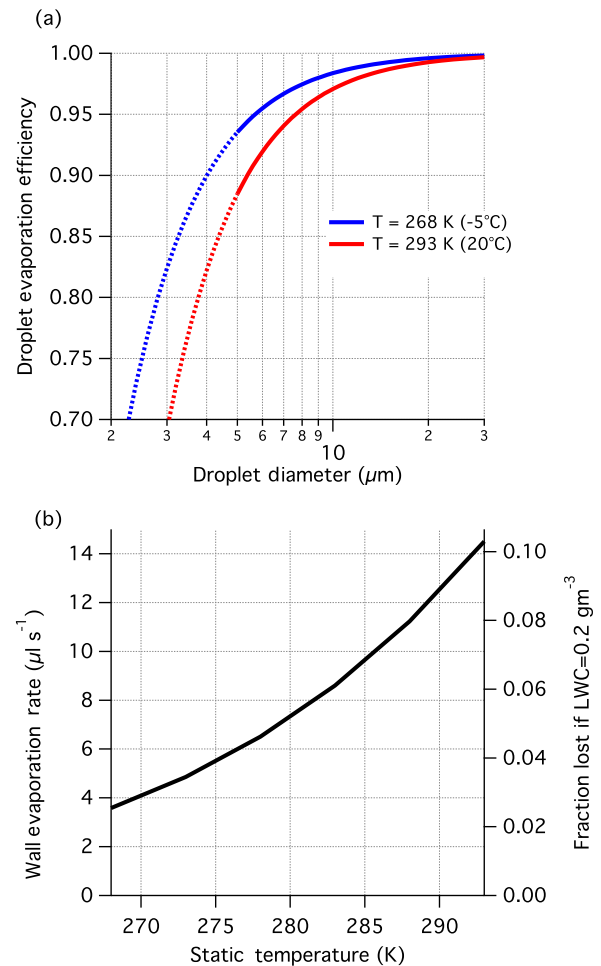 (a)
Droplet evaporation efficiency
1.00
0.95
0.90
0.85
0.80
0.75
0.70
T = 268 K (-5°C)
T = 293 K (20°C)
2 3 4 5 6 7 8 9 10 2 3
Droplet diameter (µm)
(b)
Wall evaporation rate (µl s⁻¹)
14
12
10
8
6
4
2
0
0.10
0.08
0.06
0.04
0.02
0.00
Fraction lost if LWC=0.2 gm⁻³
270 275 280 285 290
Static temperature (K)